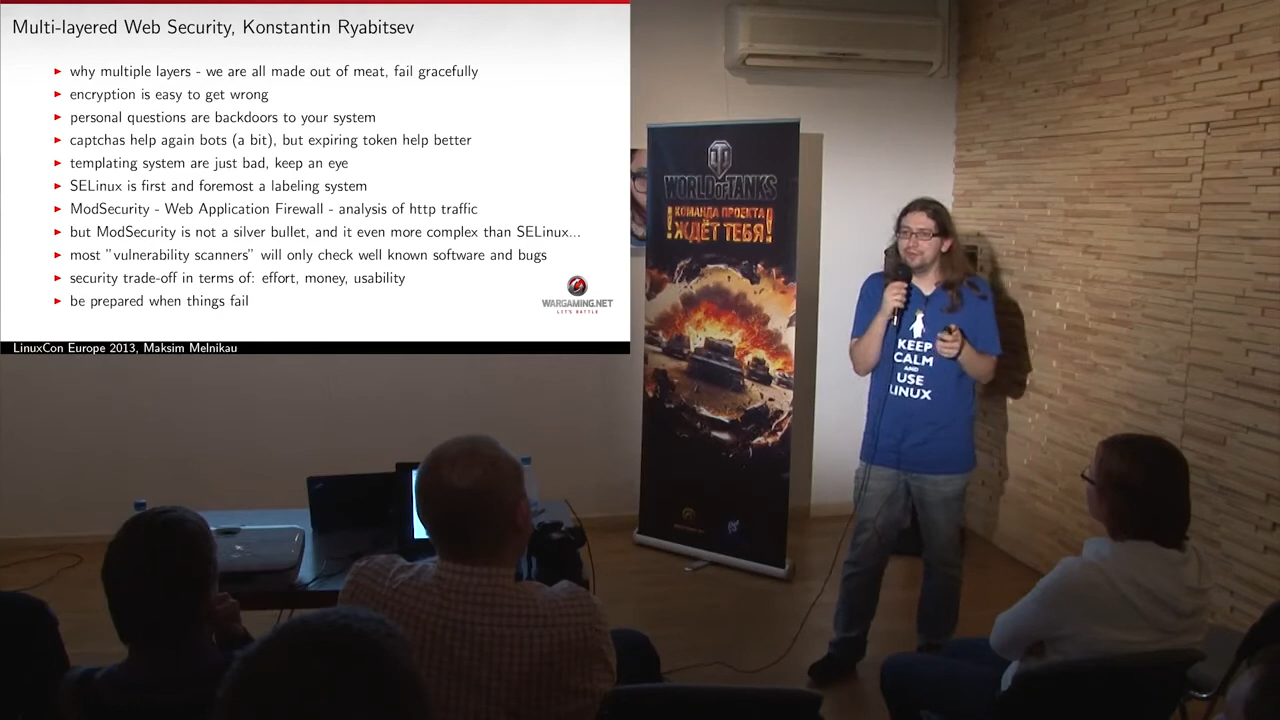 Multi-layered Web Security, Konstantin Ryabitsev
why multiple layers - we are all made out of meat, fail gracefully
encryption is easy to get wrong
personal questions are backdoors to your system
captchas help again bots (a bit), but expiring token help better
templating system are just bad, keep an eye
SELinux is first and foremost a labeling system
ModSecurity - Web Application Firewall - analysis of http traffic
but ModSecurity is not a silver bullet, and it even more complex than SELinux...
most "vulnerability scanners" will only check well known software and bugs
security trade-off in terms of: effort, money, usability
be prepared when things fail
WARGAMING.NET
LET'S BATTLE
LinuxCon Europe 2013, Maksim Melnikau
WORLD OF TANKS
КОМАНДА ПРОЕКТА
ЖДЁТ ТЕБЯ!
KEEP
CALM
AND
USE
LINUX